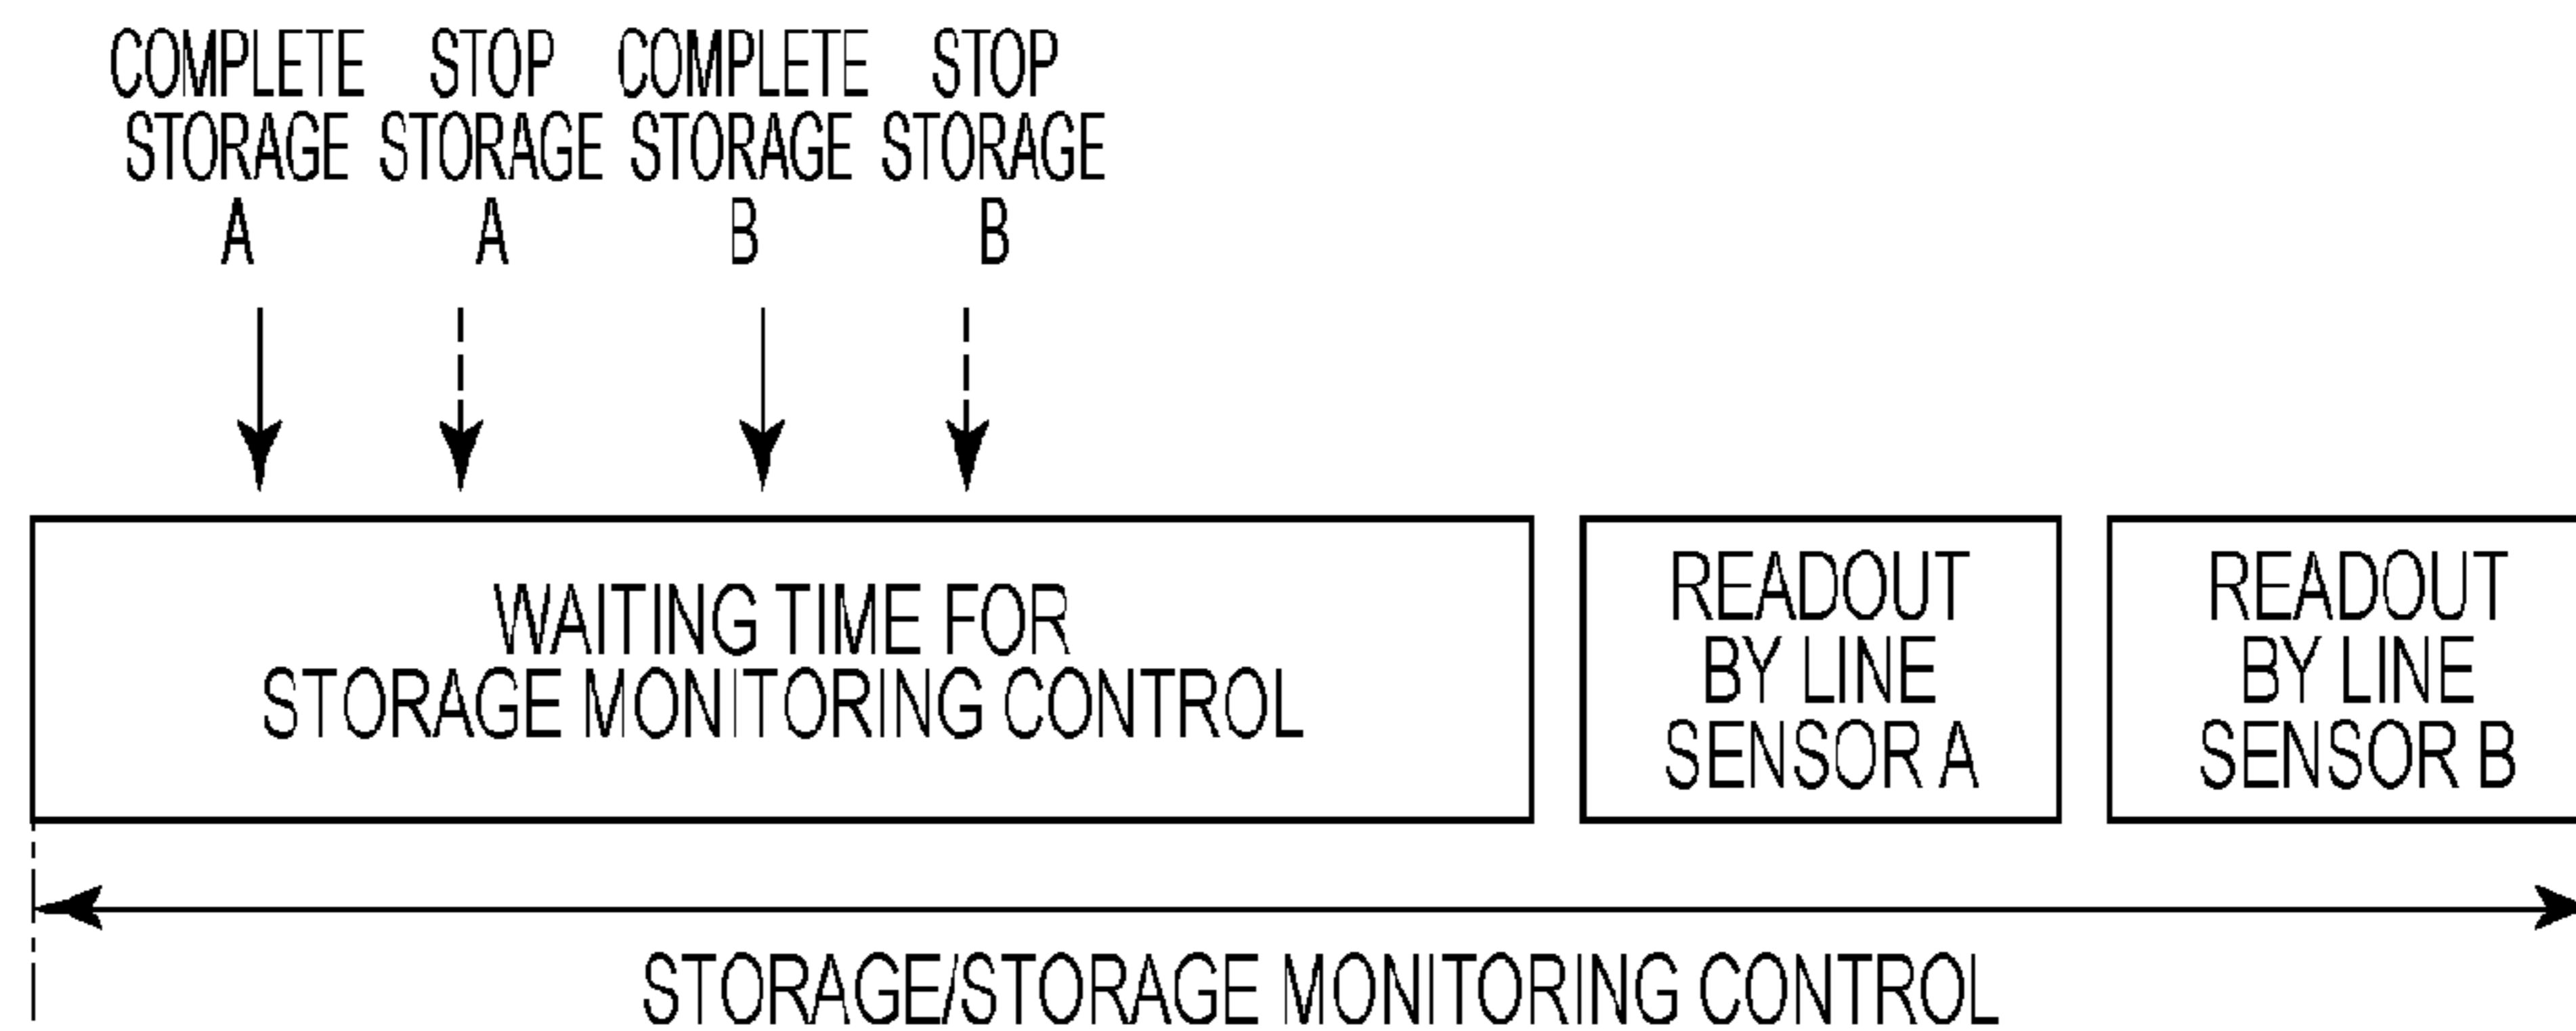 COMPLETE
STORAGE
A
STOP
STORAGE
A
COMPLETE
STORAGE
B
STOP
STORAGE
B
WAITING TIME FOR
STORAGE MONITORING CONTROL
READOUT
BY LINE
SENSOR A
READOUT
BY LINE
SENSOR B
STORAGE/STORAGE MONITORING CONTROL